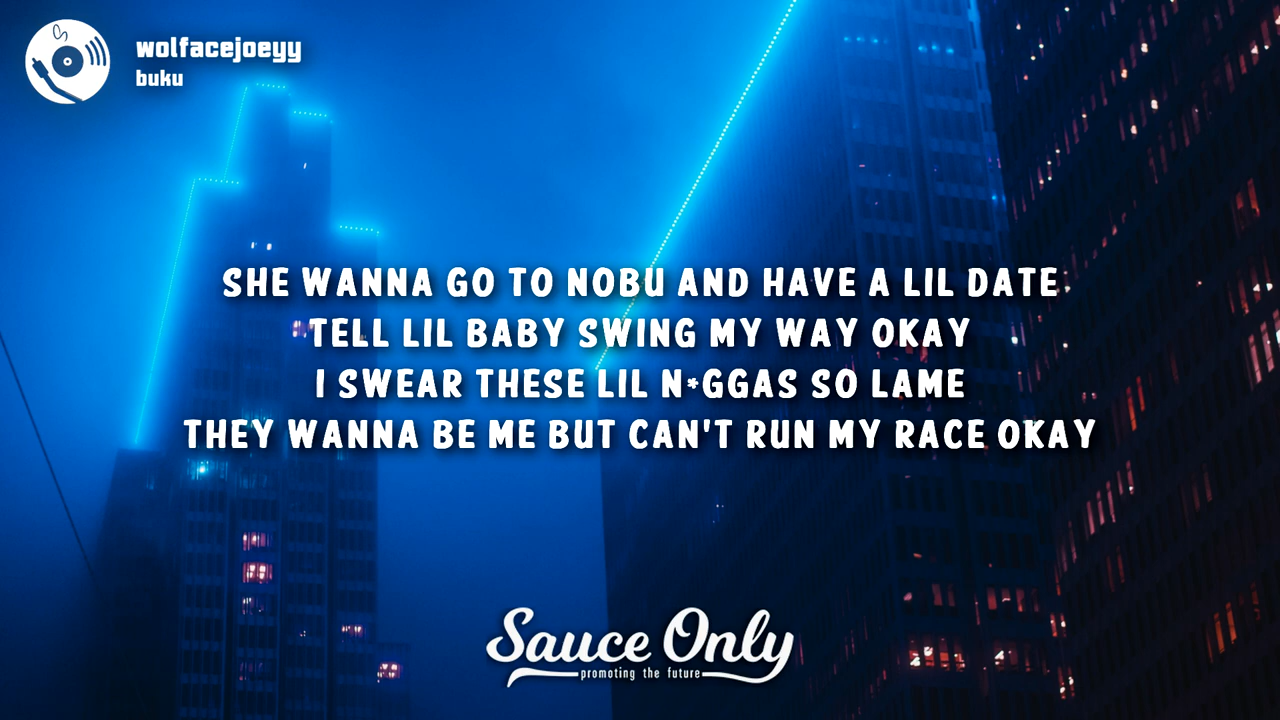 wolfacejoeyy
buku
SHE WANNA GO TO NOBU AND HAVE A LIL DATE
TELL LIL BABY SWING MY WAY OKAY
I SWEAR THESE LIL N*GGAS SO LAME
THEY WANNA BE ME BUT CAN'T RUN MY RACE OKAY
Sauce Only
promoting the future